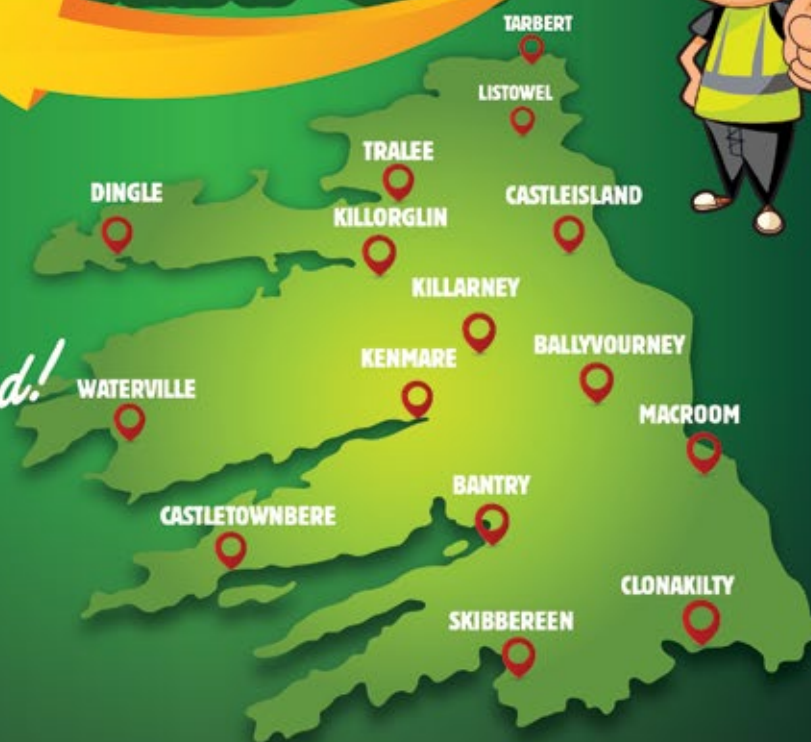 TARBERT
LISTOWEL
TRALEE
DINGLE
CASTLEISLAND
KILLORGLIN
KILLARNEY
BALLYVOURNEY
KENMARE
d!
WATERVILLE
MACROOM
BANTRY
CASTLETOWNBERE
CLONAKILTY
SKIBBEREEN